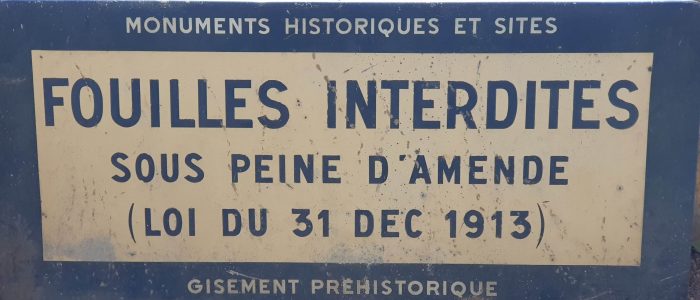 MONUMENTS HISTORIQUES ET SITES
FOUILLES INTERDITES
SOUS PEINE D'AMENDE
(LOI DU 31 DEC 1913)
GISEMENT PRÉHISTORIQUE